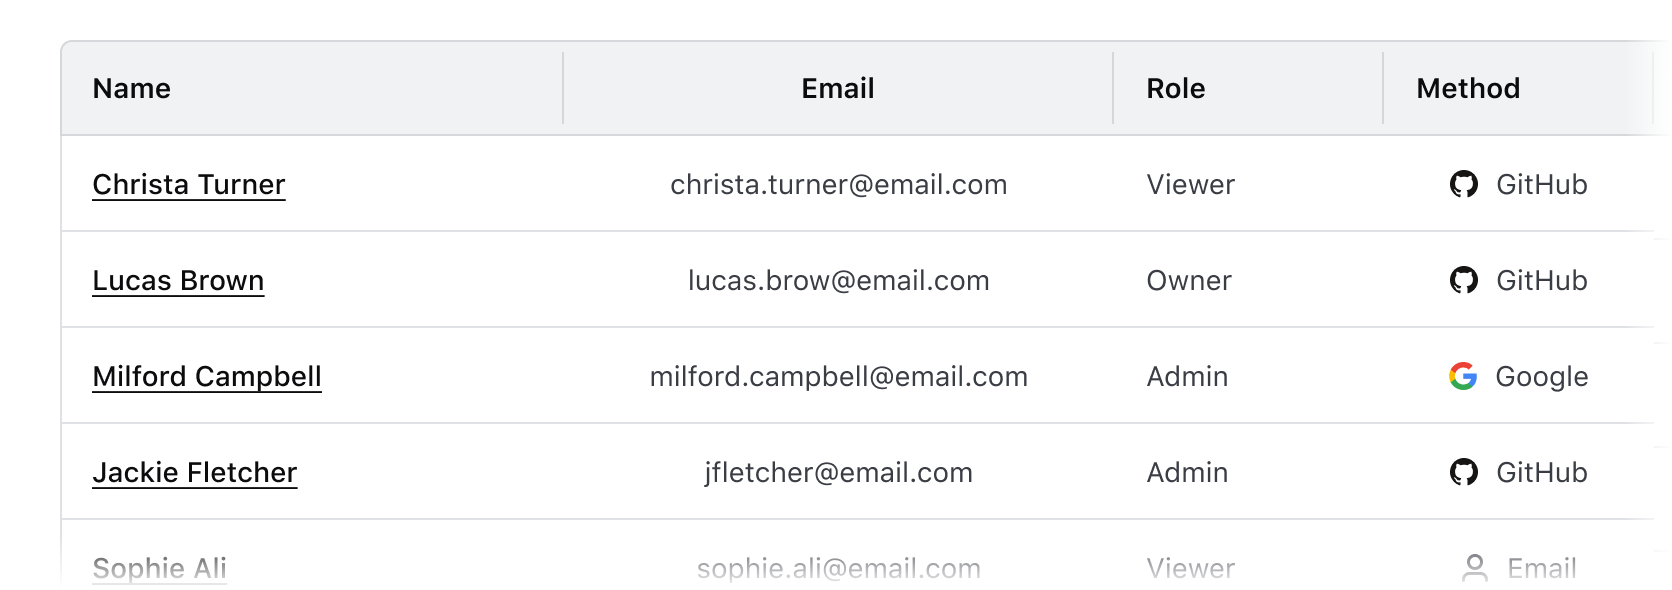 Name Email Role Method
Christa Turner christa.turner@email.com Viewer GitHub
Lucas Brown lucas.brow@email.com Owner GitHub
Milford Campbell milford.campbell@email.com Admin Google
Jackie Fletcher jfletcher@email.com Admin GitHub
Sophie Ali sophie.ali@email.com Viewer Email